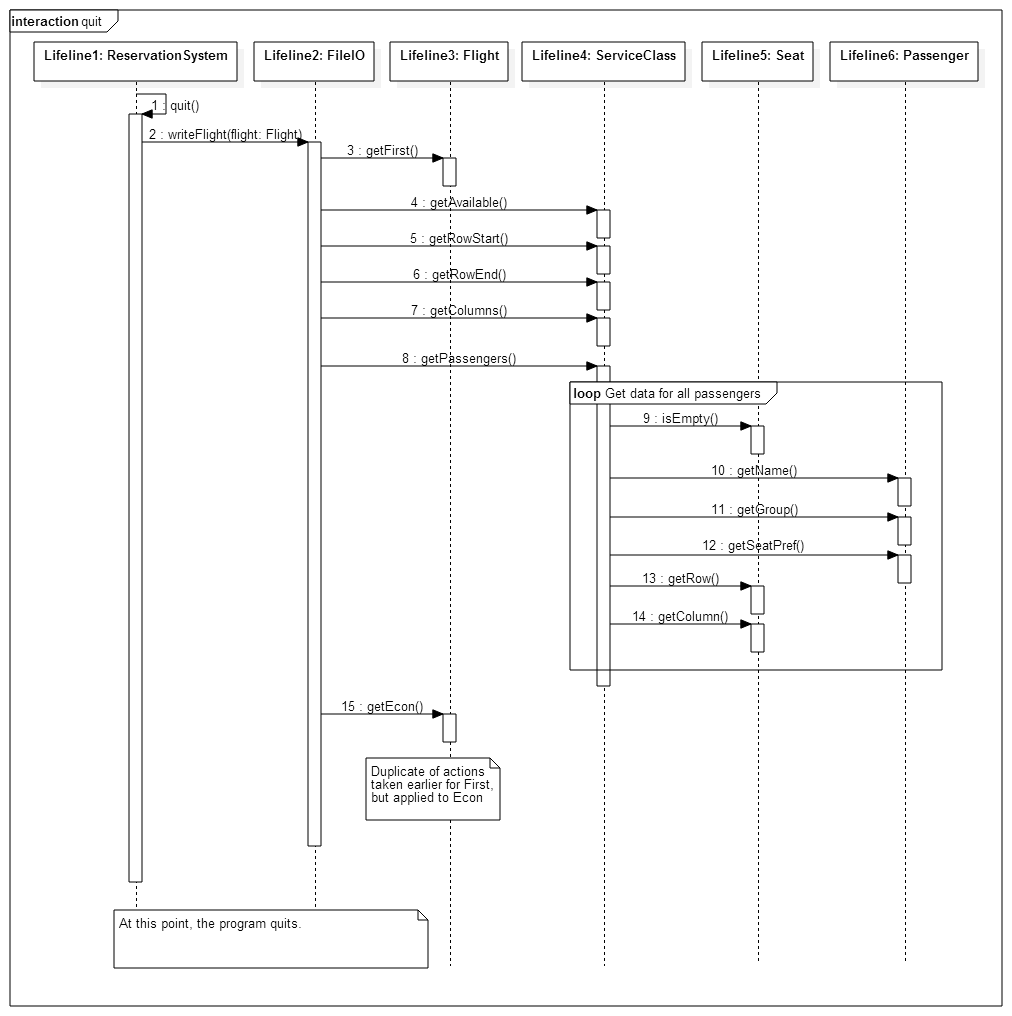 interaction quit
Lifeline1: ReservationSystem
Lifeline2: FileIO
Lifeline3: Flight
Lifeline4: ServiceClass
Lifeline5: Seat
Lifeline6: Passenger
1 : quit()
2 : writeFlight(flight: Flight)
3 : getFirst()
4 : getAvailable()
5 : getRowStart()
6 : getRowEnd()
7 : getColumns()
8 : getPassengers()
loop Get data for all passengers
9 : isEmpty()
10 : getName()
11 : getGroup()
12 : getSeatPref()
13 : getRow()
14 : getColumn()
15 : getEcon()
Duplicate of actions
taken earlier for First,
but applied to Econ
At this point, the program quits.